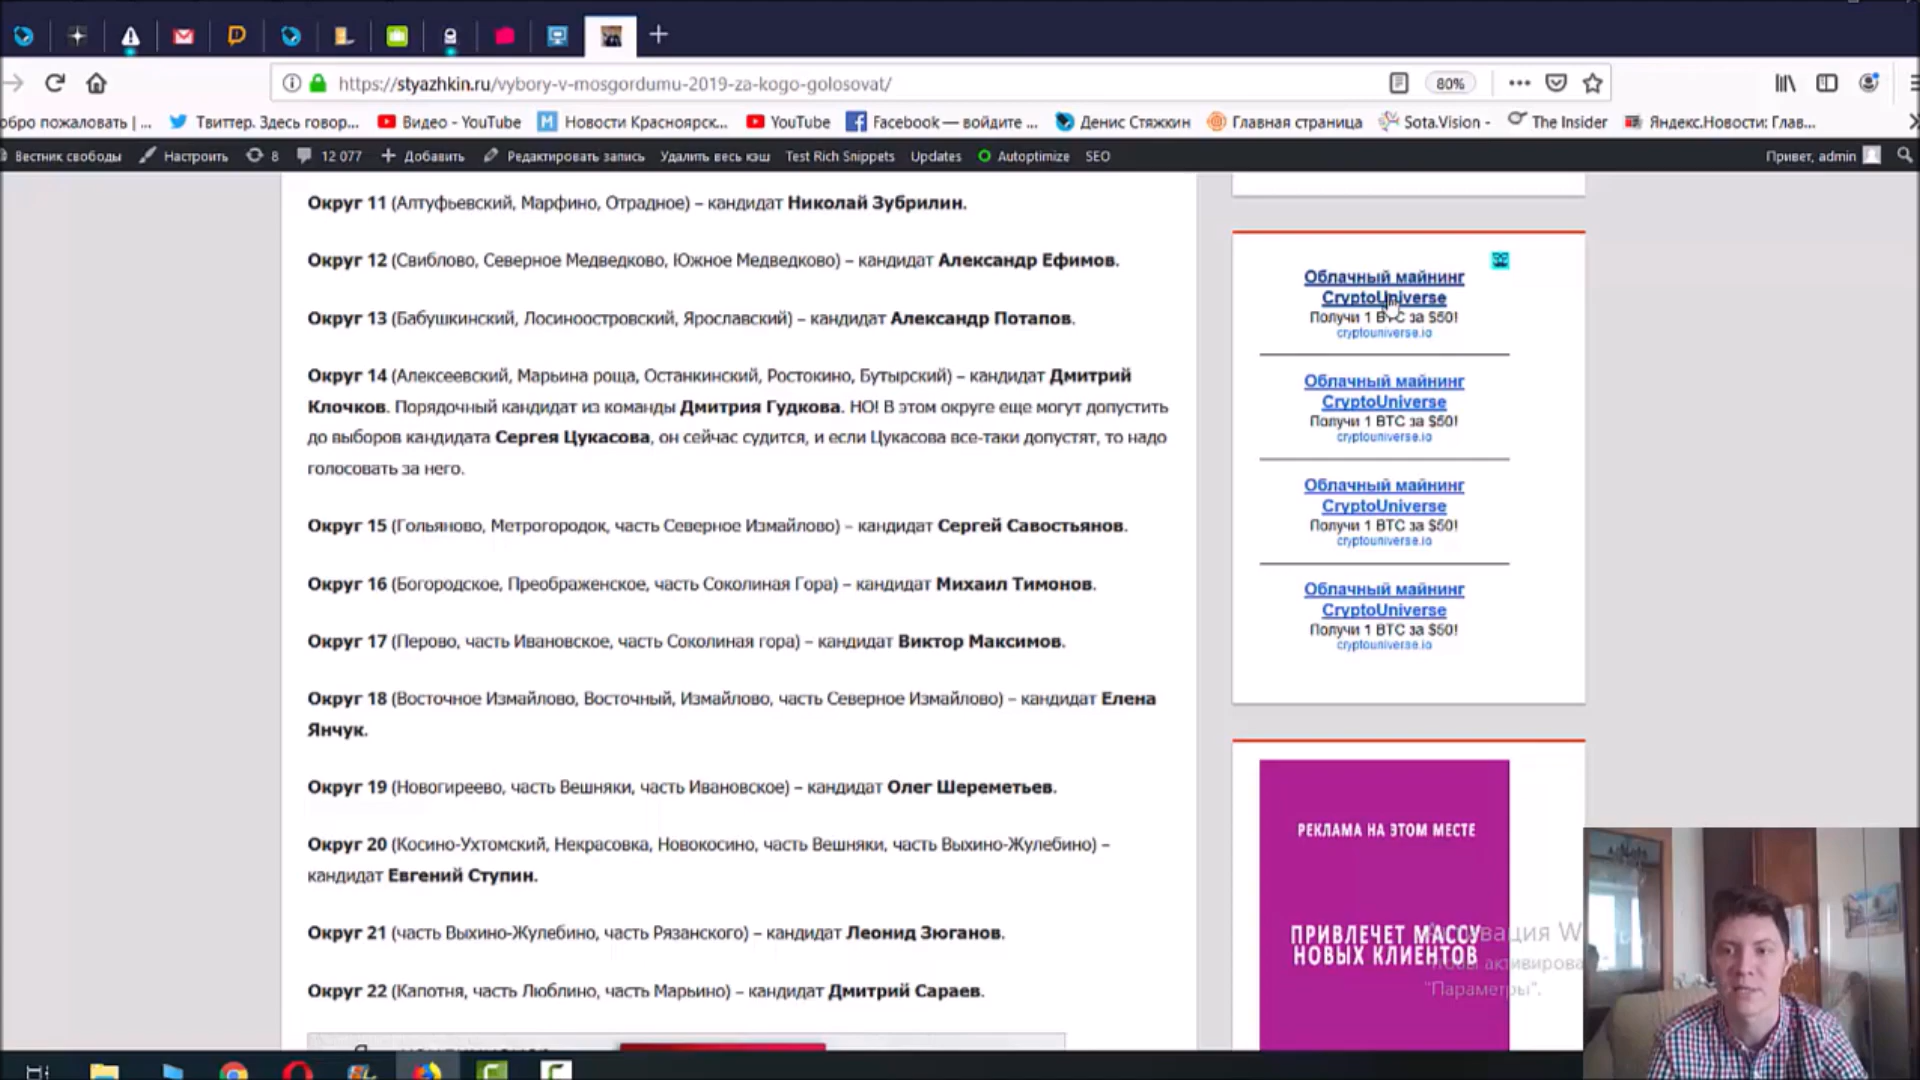 https://styazhkin.ru/vybory-v-mosgordumu-2019-za-kogo-golosovat/
80%
обро пожаловать | ...
Твиттер. Здесь говор...
Видео - YouTube
Новости Красноярск...
YouTube
Facebook — войдите ...
Денис Стяжкин
Главная страница
Sota.Vision -
The Insider
Яндекс.Новости: Глав...
Вестник свободы
Настроить
8
12 077
Добавить
Редактировать запись
Удалить весь кэш
Test Rich Snippets
Updates
Autoptimize
SEO
Привет, admin
Округ 11 (Алтуфьевский, Марфино, Отрадное) – кандидат Николай Зубрилин.
Округ 12 (Свиблово, Северное Медведково, Южное Медведково) – кандидат Александр Ефимов.
Округ 13 (Бабушкинский, Лосиноостровский, Ярославский) – кандидат Александр Потапов.
Округ 14 (Алексеевский, Марьина роща, Останкинский, Ростокино, Бутырский) – кандидат Дмитрий
Клочков. Порядочный кандидат из команды Дмитрия Гудкова. НО! В этом округе еще могут допустить
до выборов кандидата Сергея Цукасова, он сейчас судится, и если Цукасова все-таки допустят, то надо
голосовать за него.
Округ 15 (Гольяново, Метрогородок, часть Северное Измайлово) – кандидат Сергей Савостьянов.
Округ 16 (Богородское, Преображенское, часть Соколиная Гора) – кандидат Михаил Тимонов.
Округ 17 (Перово, часть Ивановское, часть Соколиная гора) – кандидат Виктор Максимов.
Округ 18 (Восточное Измайлово, Восточный, Измайлово, часть Северное Измайлово) – кандидат Елена
Янчук.
Округ 19 (Новогиреево, часть Вешняки, часть Ивановское) – кандидат Олег Шереметьев.
Округ 20 (Косино-Ухтомский, Некрасовка, Новокосино, часть Вешняки, часть Выхино-Жулебино) –
кандидат Евгений Ступин.
Округ 21 (часть Выхино-Жулебино, часть Рязанского) – кандидат Леонид Зюганов.
Округ 22 (Капотня, часть Люблино, часть Марьино) – кандидат Дмитрий Сараев.
Облачный майнинг
CryptoUniverse
Получи 1 BTC за $50!
cryptouniverse.io
Облачный майнинг
CryptoUniverse
Получи 1 BTC за $50!
cryptouniverse.io
Облачный майнинг
CryptoUniverse
Получи 1 BTC за $50!
cryptouniverse.io
Облачный майнинг
CryptoUniverse
Получи 1 BTC за $50!
cryptouniverse.io
РЕКЛАМА НА ЭТОМ МЕСТЕ
ПРИВЛЕЧЕТ МАССУ
НОВЫХ КЛИЕНТОВ
"Параметры".